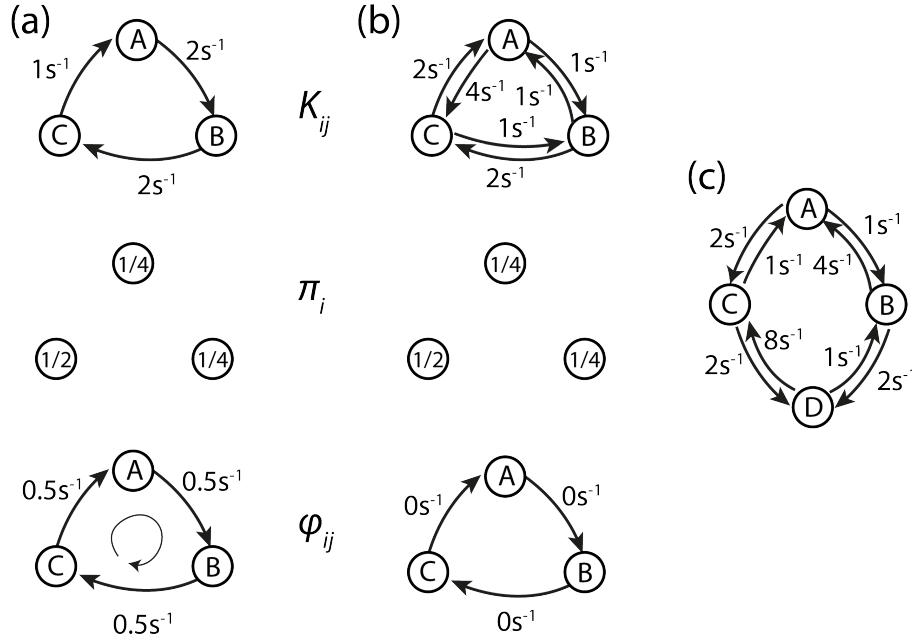 (a)
A
2s⁻¹
1s⁻¹
C
B
2s⁻¹
K_ij
(b)
A
2s⁻¹
1s⁻¹
4s⁻¹
1s⁻¹
C
1s⁻¹
B
2s⁻¹
1/4
1/2
1/4
π_i
1/4
1/2
1/4
(c)
A
2s⁻¹
1s⁻¹
1s⁻¹
4s⁻¹
C
B
8s⁻¹
2s⁻¹
1s⁻¹
2s⁻¹
D
A
0.5s⁻¹
0.5s⁻¹
C
B
0.5s⁻¹
φ_ij
A
0s⁻¹
0s⁻¹
C
B
0s⁻¹